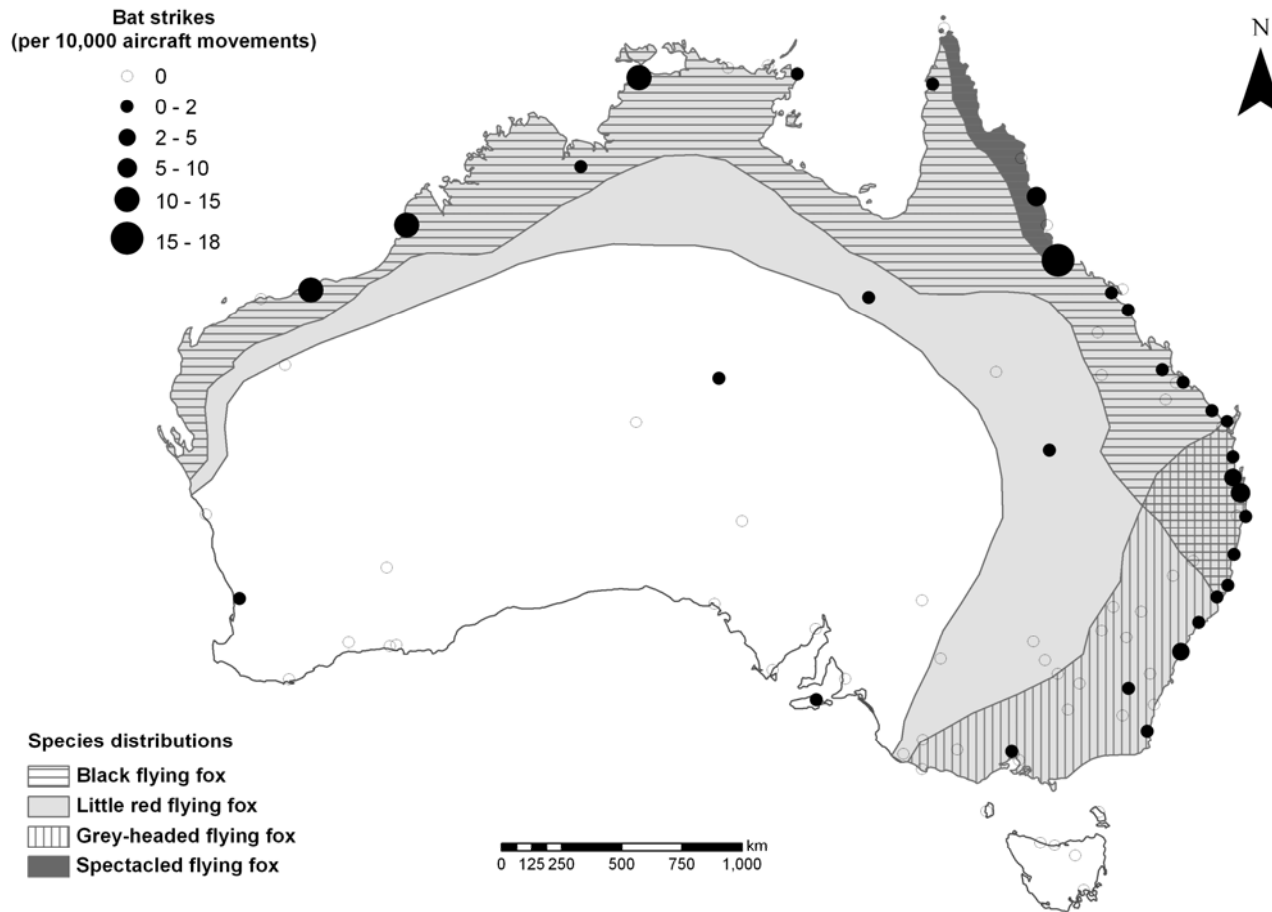 Bat strikes
(per 10,000 aircraft movements)
0
0 - 2
2 - 5
5 - 10
10 - 15
15 - 18
N
Species distributions
Black flying fox
Little red flying fox
Grey-headed flying fox
Spectacled flying fox
km
0 125 250 500 750 1,000